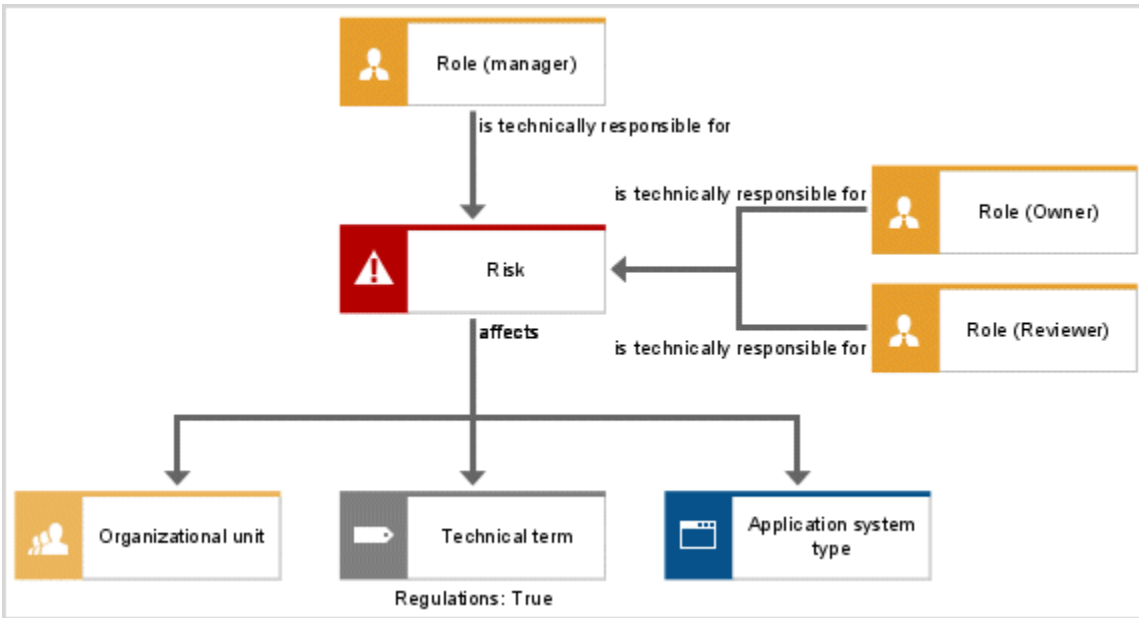 Role (manager)
is technically responsible for
is technically responsible for
Role (Owner)
Risk
affects
is technically responsible for
Role (Reviewer)
Organizational unit
Technical term
Application system
type
Regulations: True